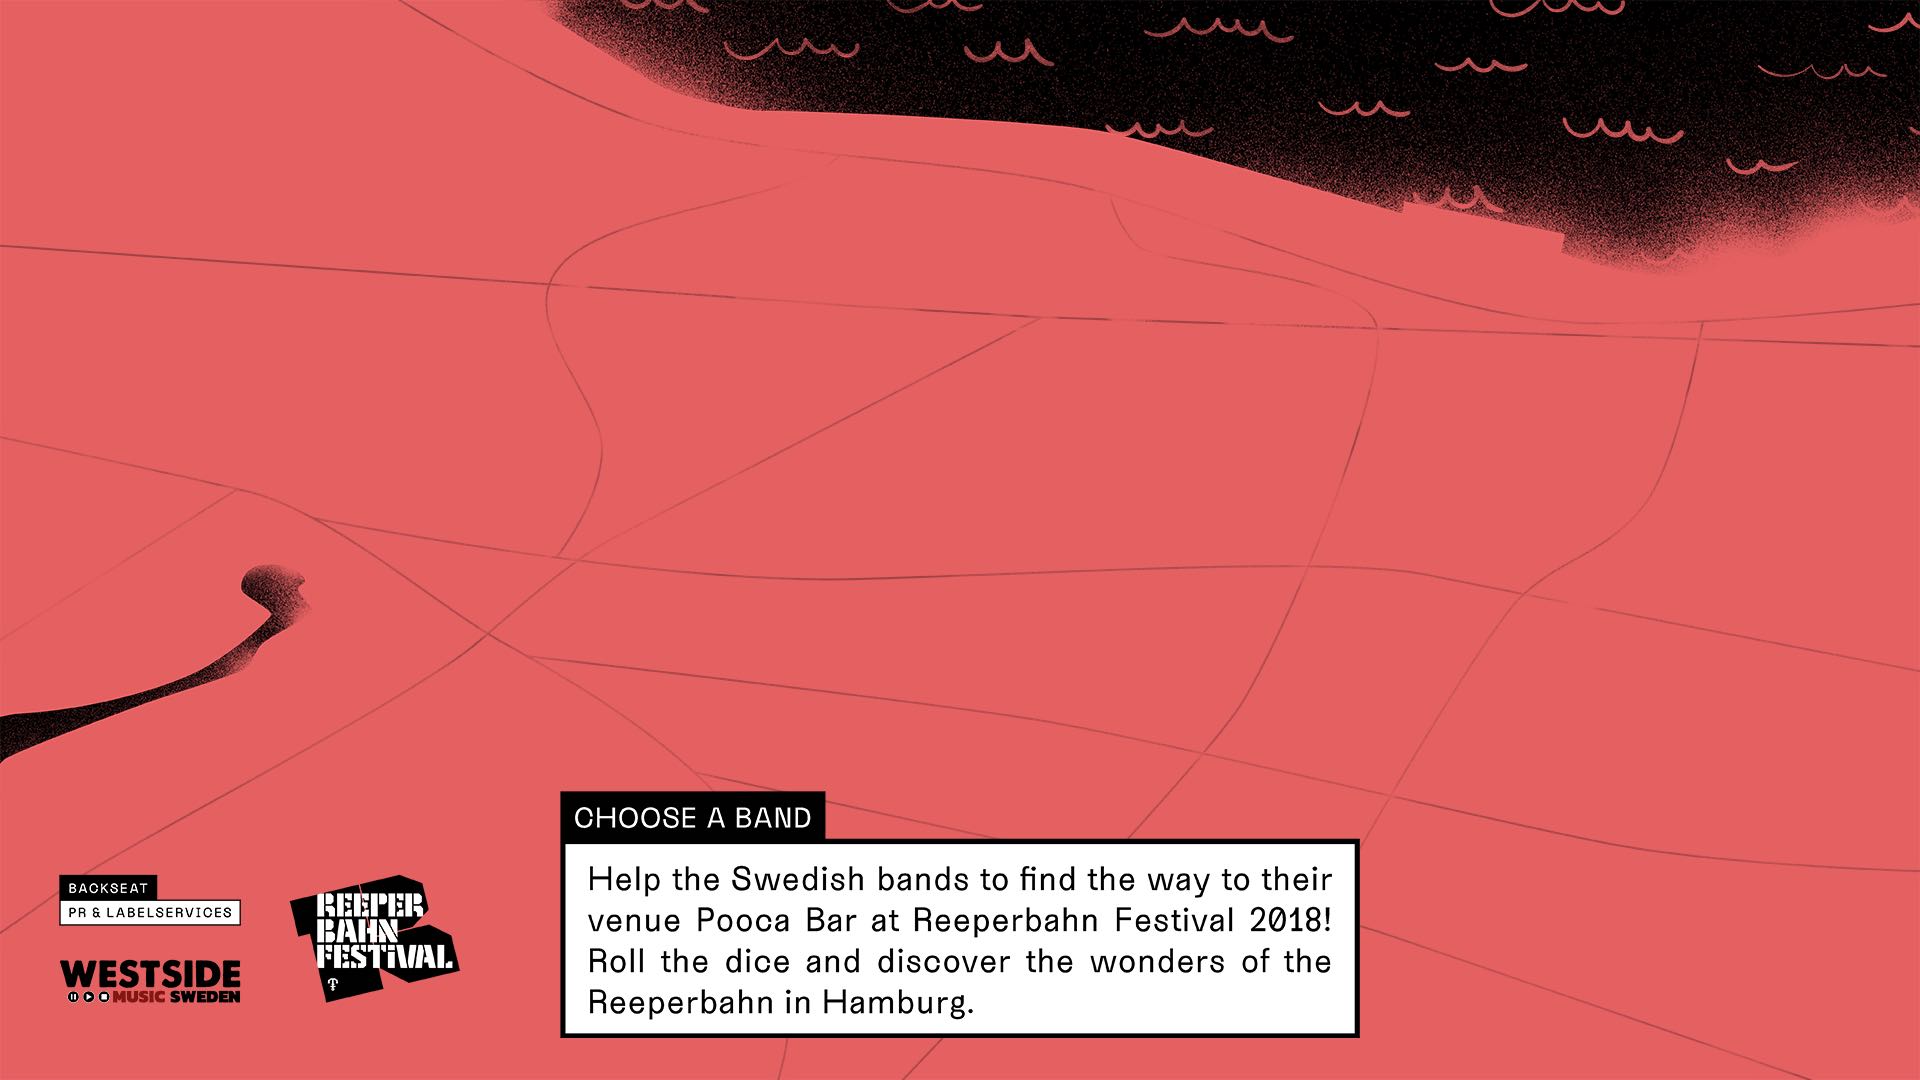 CHOOSE A BAND
Help the Swedish bands to find the way to their
venue Pooca Bar at Reeperbahn Festival 2018!
Roll the dice and discover the wonders of the
Reeperbahn in Hamburg.
BACKSEAT
PR & LABELSERVICES
WESTSIDE
MUSIC SWEDEN
REEPER
BAHN
FESTiVAL